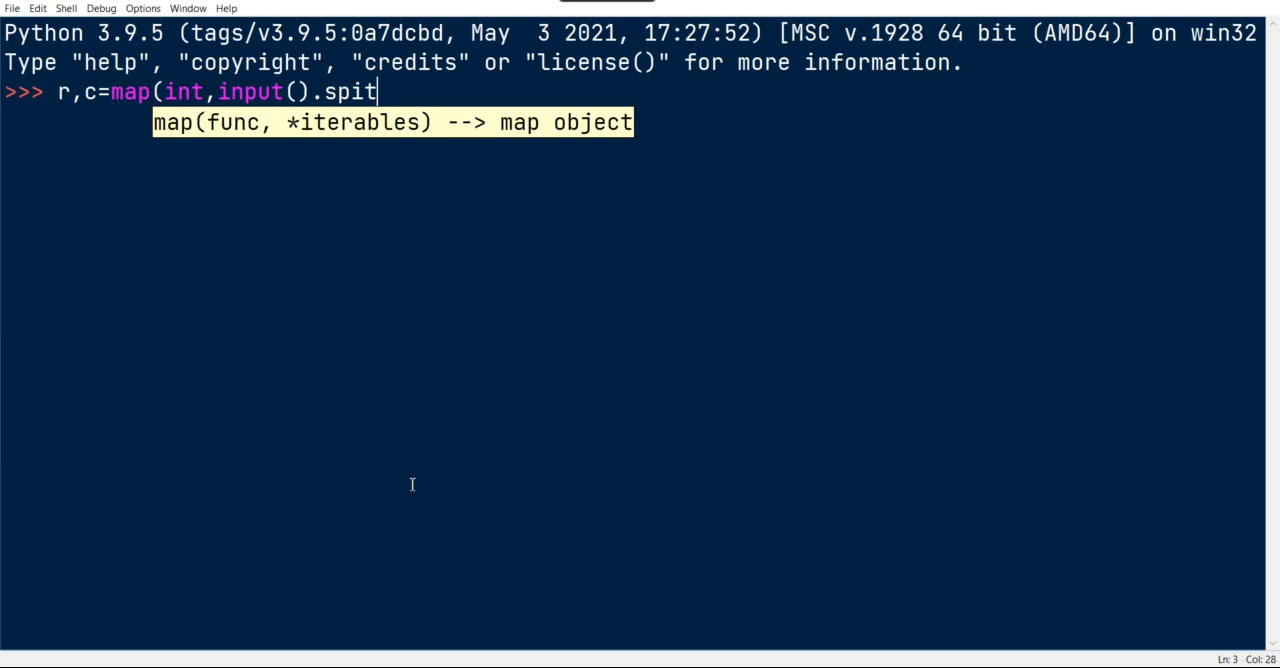 File Edit Shell Debug Options Window Help
Python 3.9.5 (tags/v3.9.5:0a7dcbd, May  3 2021, 17:27:52) [MSC v.1928 64 bit (AMD64)] on win32
Type "help", "copyright", "credits" or "license()" for more information.
>>> r,c=map(int,input().spit
map(func, *iterables) --> map object
Ln: 3 Col: 28